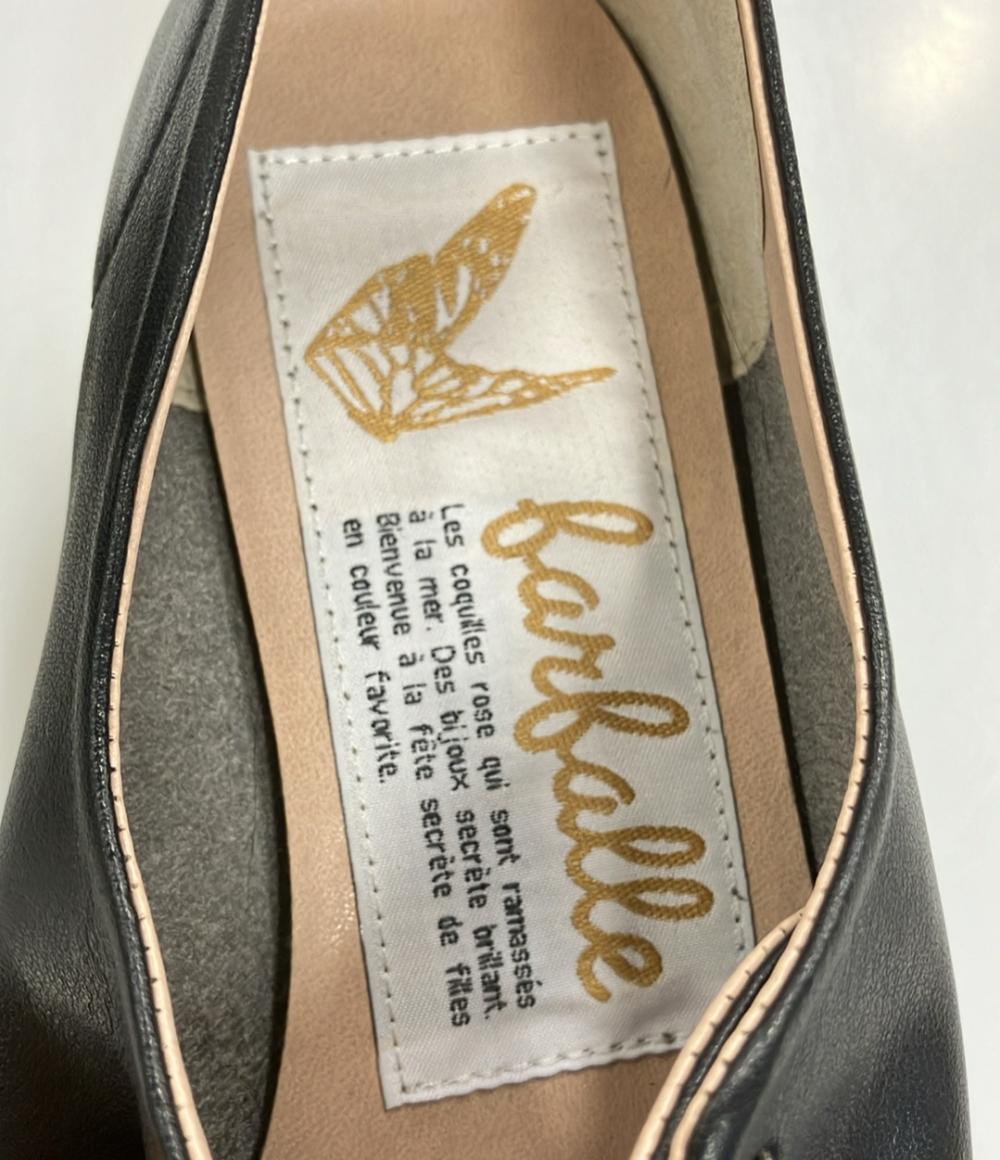 farfalle
Les coquilles rose qui sont ramassés
à la mer. Des bijoux secrète brillant.
Bienvenue à la fête secrète de filles
en couleur favorite.